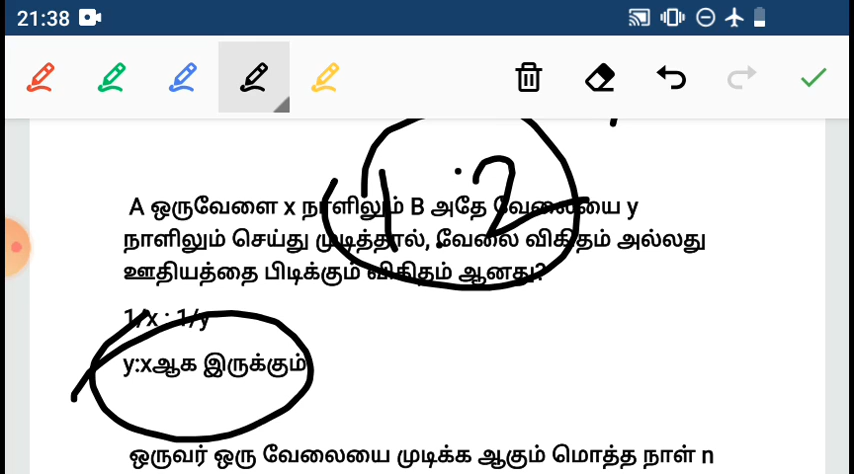 21:38
1 : 2
A ஒருவேளை x நாளிலும் B அதே வேலையை y
நாளிலும் செய்து முடித்தால், வேலை விகிதம் அல்லது
ஊதியத்தை பிடிக்கும் விகிதம் ஆனது?
1/x : 1/y
y:xஆக இருக்கும்
ஒருவர் ஒரு வேலையை முடிக்க ஆகும் மொத்த நாள் n